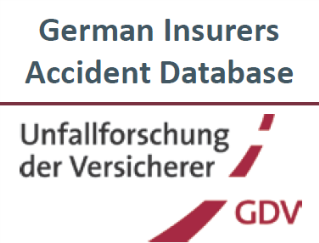 German Insurers
Accident Database
Unfallforschung
der Versicherer
GDV